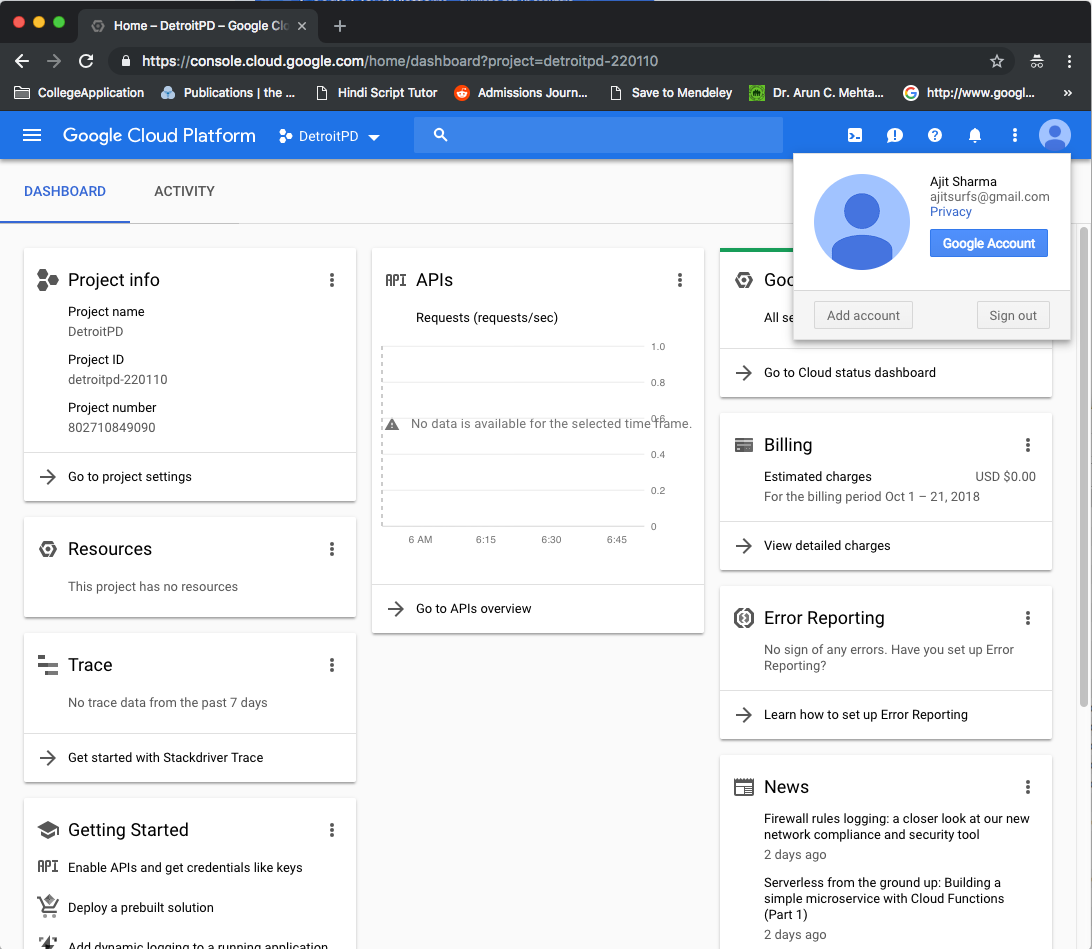 Home – DetroitPD – Google Clo
https://console.cloud.google.com/home/dashboard?project=detroitpd-220110
CollegeApplication
Publications | the ...
Hindi Script Tutor
Admissions Journ...
Save to Mendeley
Dr. Arun C. Mehta...
http://www.googl...
»
Google Cloud Platform
DetroitPD
DASHBOARD
ACTIVITY
Ajit Sharma
ajitsurfs@gmail.com
Privacy
Google Account
Add account
Sign out
Project info
Project name
DetroitPD
Project ID
detroitpd-220110
Project number
802710849090
Go to project settings
Resources
This project has no resources
Trace
No trace data from the past 7 days
Get started with Stackdriver Trace
Getting Started
API Enable APIs and get credentials like keys
Deploy a prebuilt solution
Add dynamic logging to a running application
API APIs
Requests (requests/sec)
1.0
0.8
0.6
No data is available for the selected time frame.
0.4
0.2
0
6 AM 6:15 6:30 6:45
Go to APIs overview
Goo
All se
Go to Cloud status dashboard
Billing
Estimated charges USD $0.00
For the billing period Oct 1 – 21, 2018
View detailed charges
Error Reporting
No sign of any errors. Have you set up Error
Reporting?
Learn how to set up Error Reporting
News
Firewall rules logging: a closer look at our new
network compliance and security tool
2 days ago
Serverless from the ground up: Building a
simple microservice with Cloud Functions
(Part 1)
2 days ago